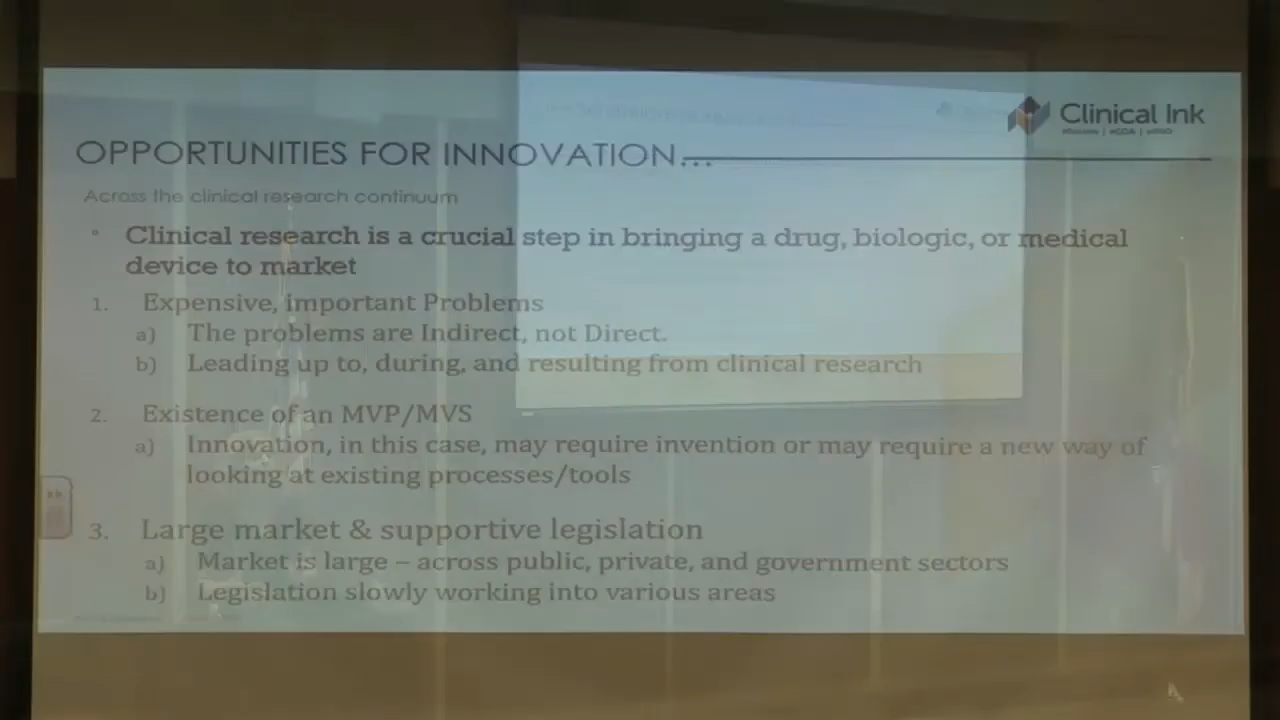 Clinical Ink
OPPORTUNITIES FOR INNOVATION...
Across the clinical research continuum
• Clinical research is a crucial step in bringing a drug, biologic, or medical
device to market
1. Expensive, important Problems
a) The problems are Indirect, not Direct.
b) Leading up to, during, and resulting from clinical research
2. Existence of an MVP/MVS
a) Innovation, in this case, may require invention or may require a new way of
looking at existing processes/tools
3. Large market & supportive legislation
a) Market is large – across public, private, and government sectors
b) Legislation slowly working into various areas